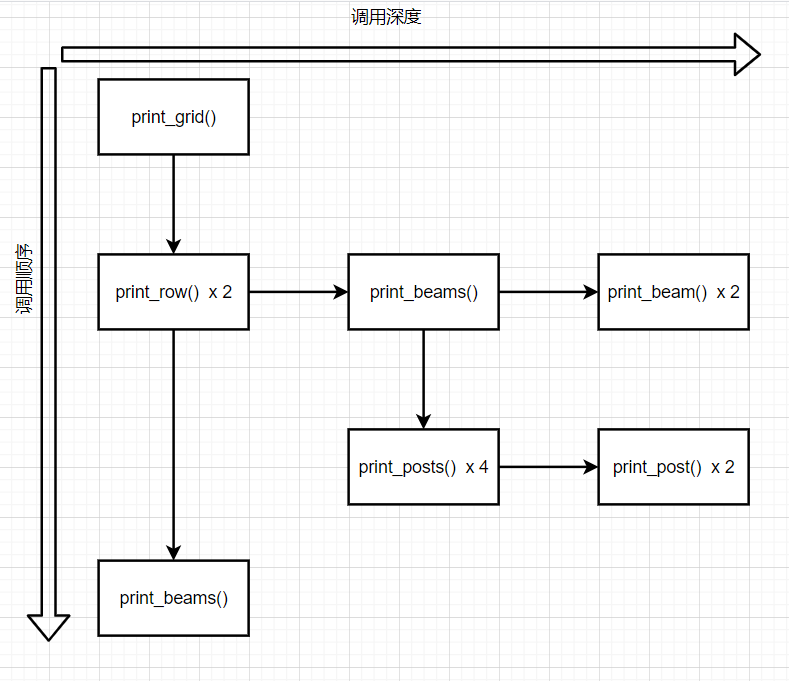 调用深度
调用顺序
print_grid()
print_row() x 2
print_beams()
print_beam() x 2
print_posts() x 4
print_post() x 2
print_beams()